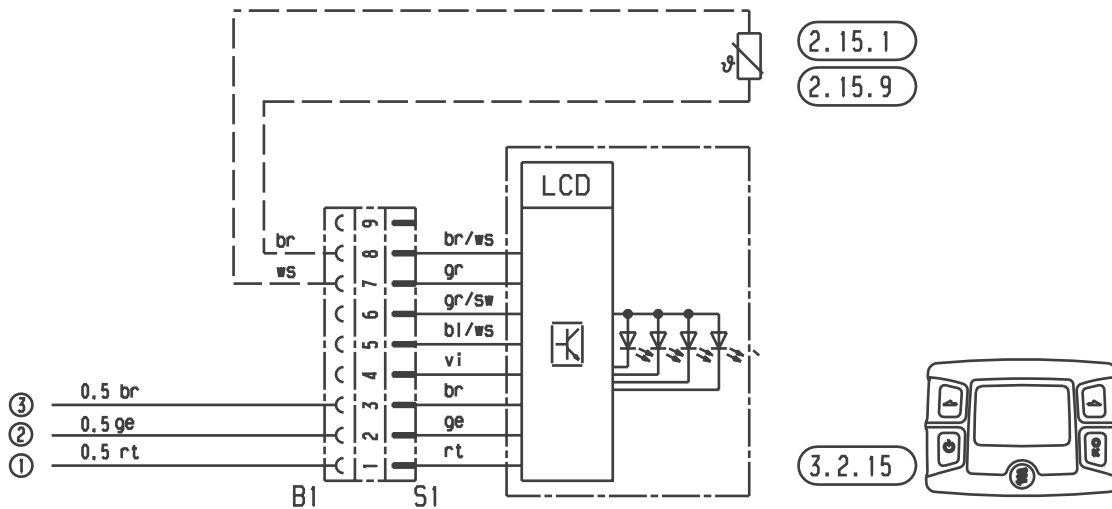 2.15.1
ϑ
2.15.9
LCD
9
br
8
br/ws
ws
7
gr
6
gr/sw
5
bl/ws
4
vi
③
0,5 br
3
br
②
0,5 ge
2
ge
①
0,5 rt
1
rt
B1
S1
3.2.15
OK